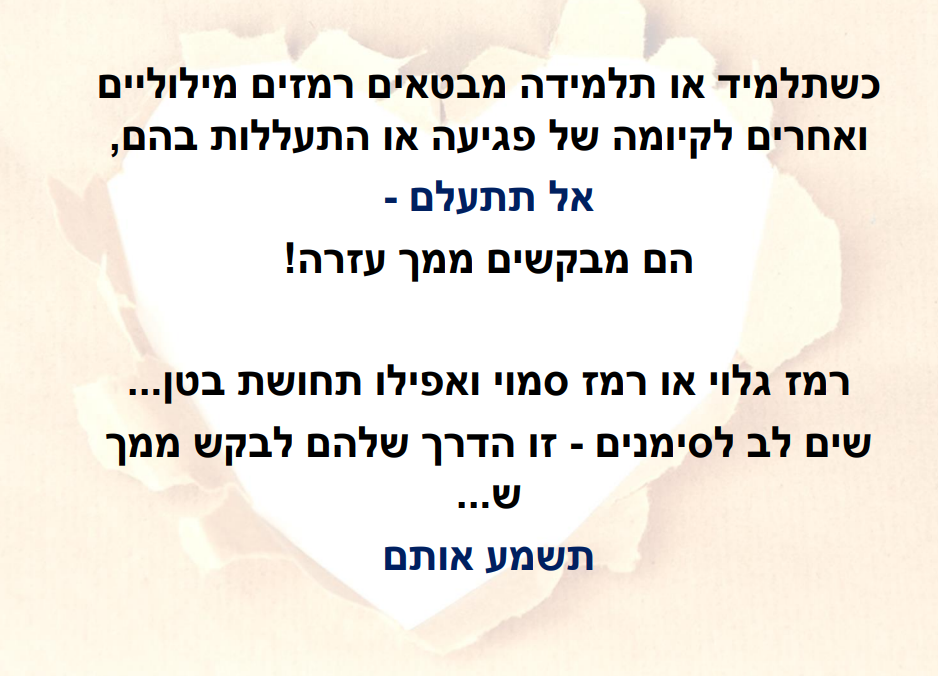 כשתלמיד או תלמידה מבטאים רמזים מילוליים
ואחרים לקיומה של פגיעה או התעללות בהם,
אל תתעלם -
הם מבקשים ממך עזרה!
רמז גלוי או רמז סמוי ואפילו תחושת בטן...
שים לב לסימנים - זו הדרך שלהם לבקש ממך
ש...
תשמע אותם